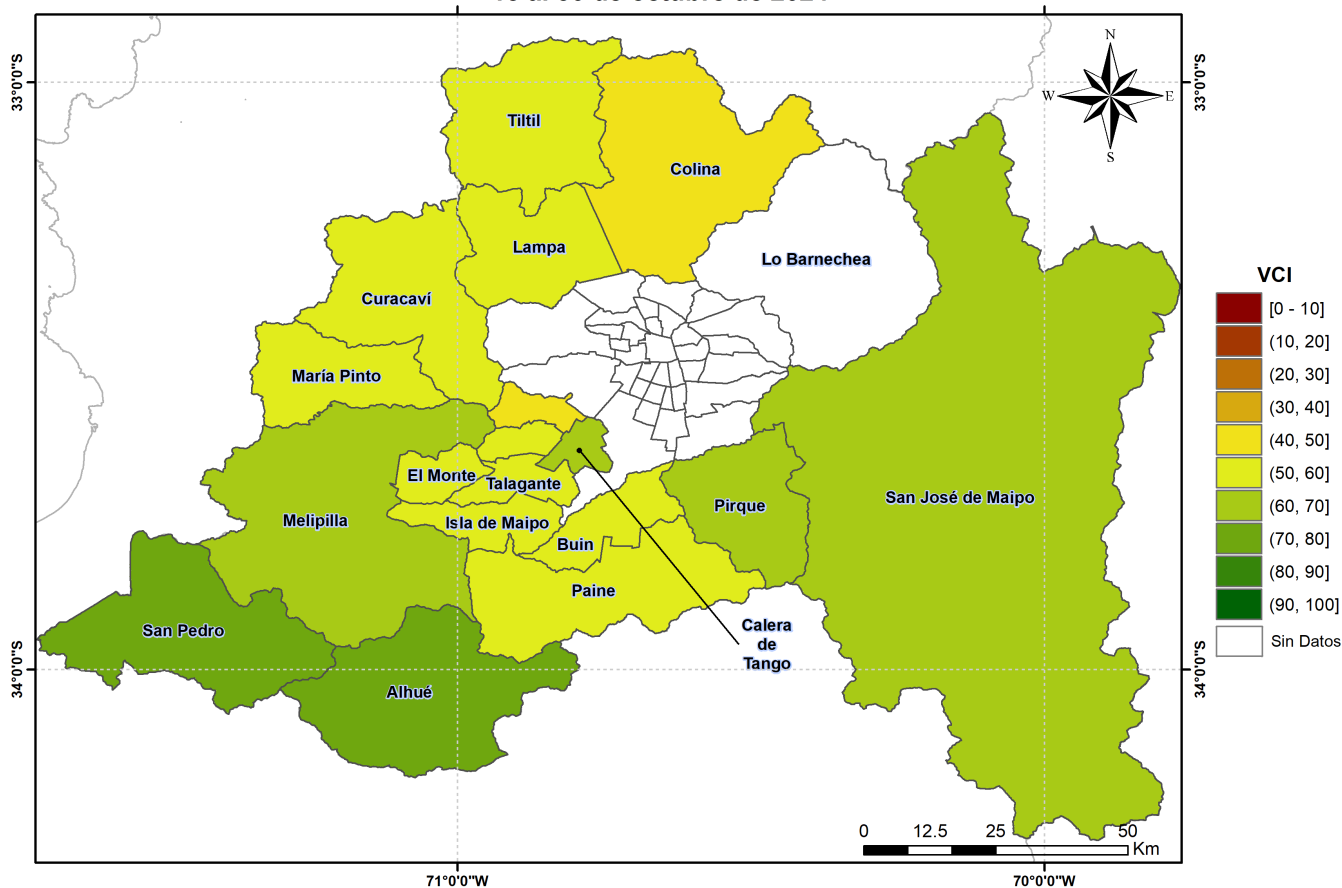 N
W
E
S
33°0'0"S
33°0'0"S
Tiltil
Colina
Lampa
Lo Barnechea
Curacaví
María Pinto
El Monte
Talagante
Isla de Maipo
Melipilla
Buin
Paine
Pirque
San José de Maipo
San Pedro
Alhué
Calera
de
Tango
34°0'0"S
34°0'0"S
VCI
[0 - 10]
(10, 20]
(20, 30]
(30, 40]
(40, 50]
(50, 60]
(60, 70]
(70, 80]
(80, 90]
(90, 100]
Sin Datos
0 12.5 25 50
Km
71°0'0"W
70°0'0"W